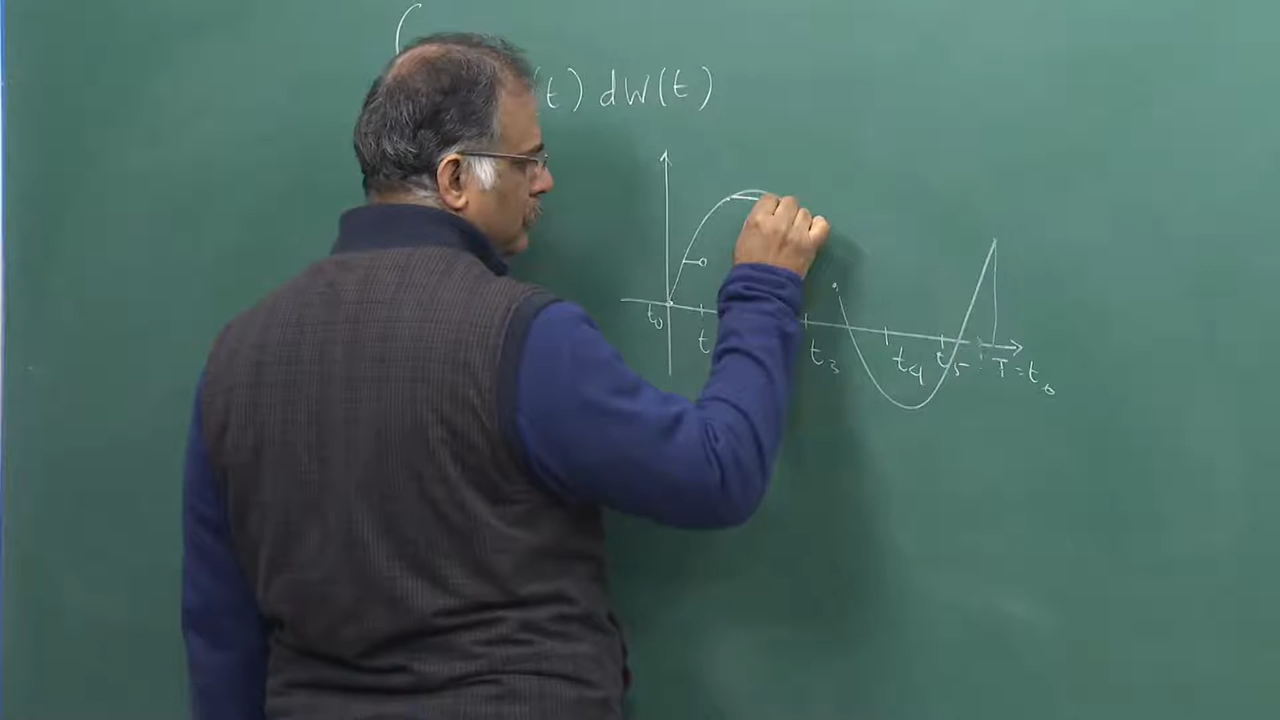 (t) dW(t)
t₀ t t₃ t₄ t₅ T = t₆